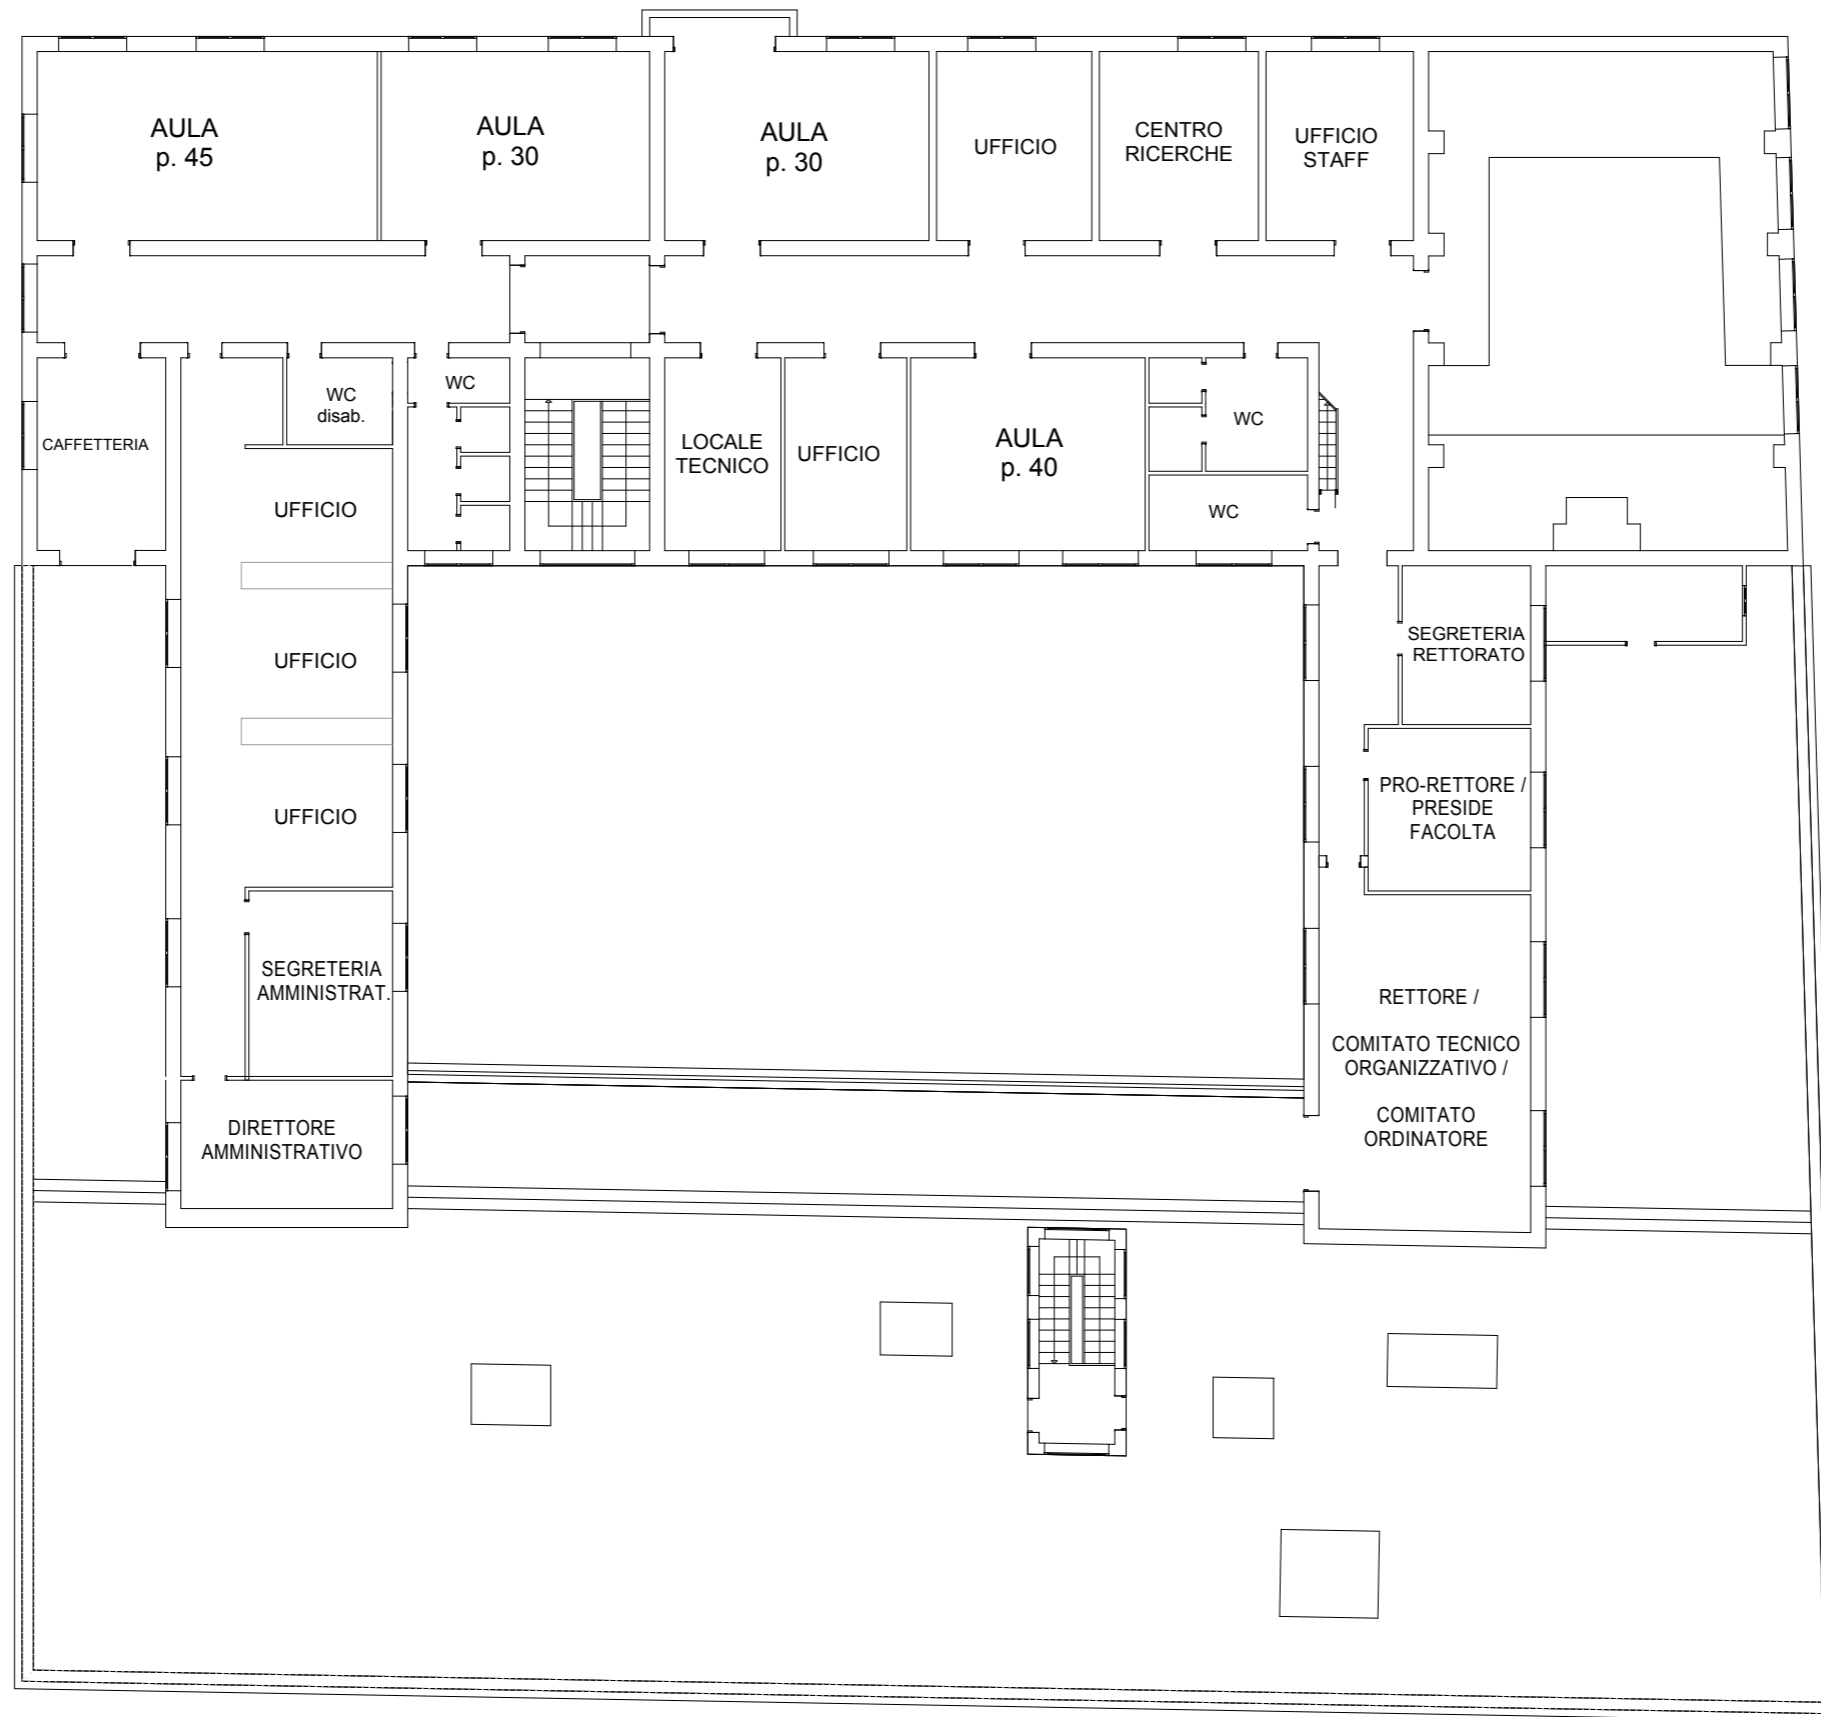 AULA
p. 45
AULA
p. 30
AULA
p. 30
UFFICIO
CENTRO
RICERCHE
UFFICIO
STAFF
CAFFETTERIA
WC
disab.
WC
LOCALE
TECNICO
UFFICIO
AULA
p. 40
WC
WC
UFFICIO
UFFICIO
UFFICIO
SEGRETERIA
AMMINISTRAT.
DIRETTORE
AMMINISTRATIVO
SEGRETERIA
RETTORATO
PRO-RETTORE /
PRESIDE
FACOLTA
RETTORE /
COMITATO TECNICO
ORGANIZZATIVO /
COMITATO
ORDINATORE